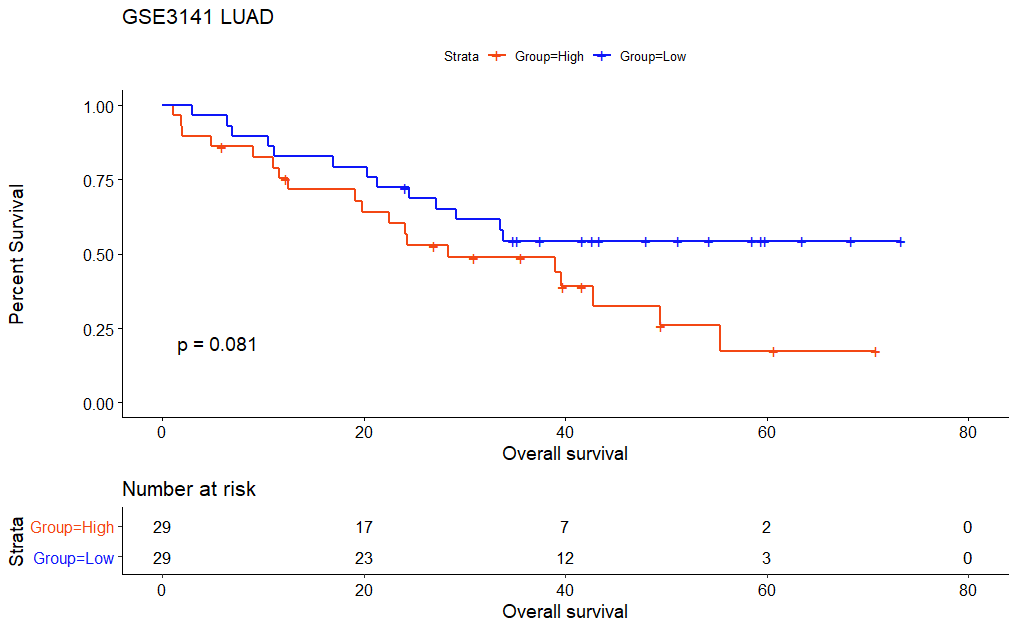 GSE3141 LUAD
Strata Group=High Group=Low
Percent Survival
1.00
0.75
0.50
0.25
0.00
p = 0.081
0 20 40 60 80
Overall survival
Number at risk
Strata
Group=High 29 17 7 2 0
Group=Low 29 23 12 3 0
0 20 40 60 80
Overall survival